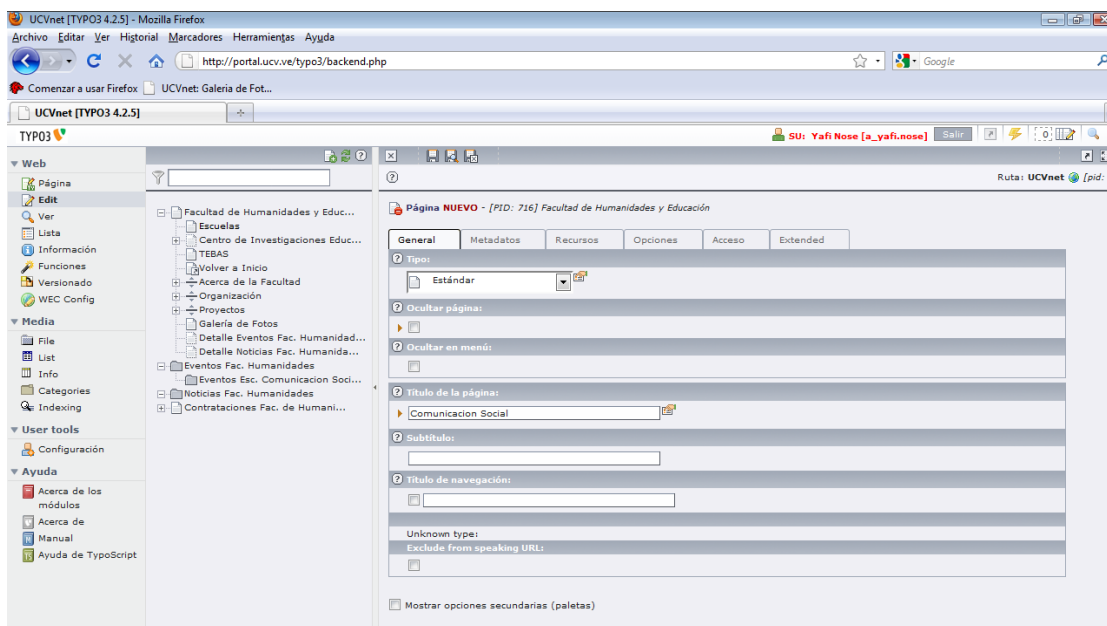 UCVnet [TYPO3 4.2.5] - Mozilla Firefox
Archivo Editar Ver Historial Marcadores Herramientas Ayuda
http://portal.ucv.ve/typo3/backend.php
Google
Comenzar a usar Firefox UCVnet: Galeria de Fot...
UCVnet [TYPO3 4.2.5]
TYPO3 SU: Yafi Nose [a_yafi.nose] Salir
Ruta: UCVnet [pid:
Web
Página
Edit
Ver
Lista
Información
Funciones
Versionado
WEC Config
Media
File
List
Info
Categories
Indexing
User tools
Configuración
Ayuda
Acerca de los
módulos
Acerca de
Manual
Ayuda de TypoScript
Facultad de Humanidades y Educ...
Escuelas
Centro de Investigaciones Educ...
TEBAS
Volver a Inicio
Acerca de la Facultad
Organización
Proyectos
Galería de Fotos
Detalle Eventos Fac. Humanidad...
Detalle Noticias Fac. Humanida...
Eventos Fac. Humanidades
Eventos Esc. Comunicacion Soci...
Noticias Fac. Humanidades
Contrataciones Fac. de Humani...
Página NUEVO - [PID: 716] Facultad de Humanidades y Educación
General Metadatos Recursos Opciones Acceso Extended
Tipo:
Estándar
Ocultar página:
Ocultar en menú:
Título de la página:
Comunicacion Social
Subtítulo:
Título de navegación:
Unknown type:
Exclude from speaking URL:
Mostrar opciones secundarias (paletas)